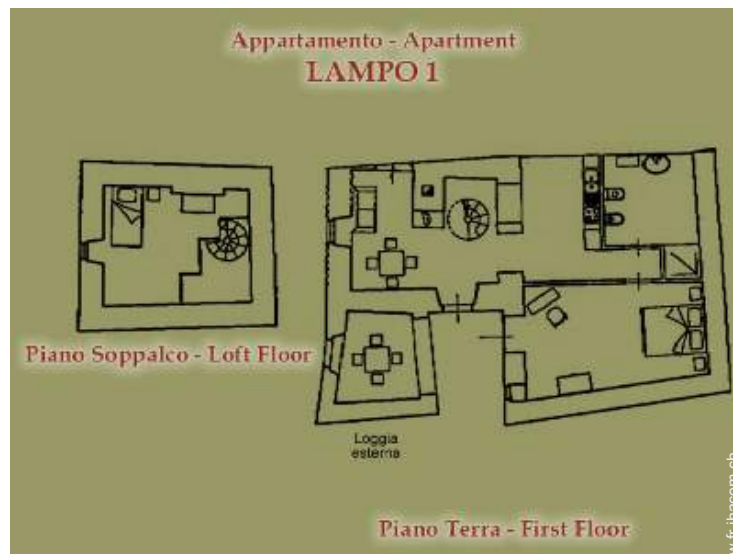 Appartamento - Apartment
LAMPO 1
Piano Soppalco - Loft Floor
Loggia
esterna
Piano Terra - First Floor